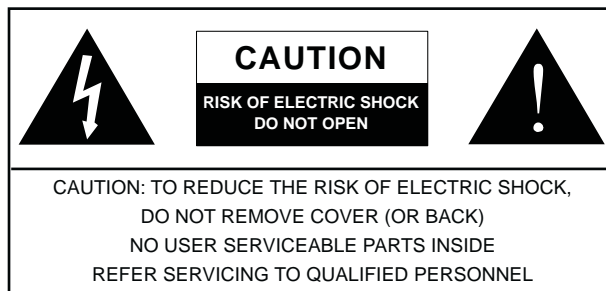 CAUTION
RISK OF ELECTRIC SHOCK
DO NOT OPEN
!
CAUTION: TO REDUCE THE RISK OF ELECTRIC SHOCK,
DO NOT REMOVE COVER (OR BACK)
NO USER SERVICEABLE PARTS INSIDE
REFER SERVICING TO QUALIFIED PERSONNEL